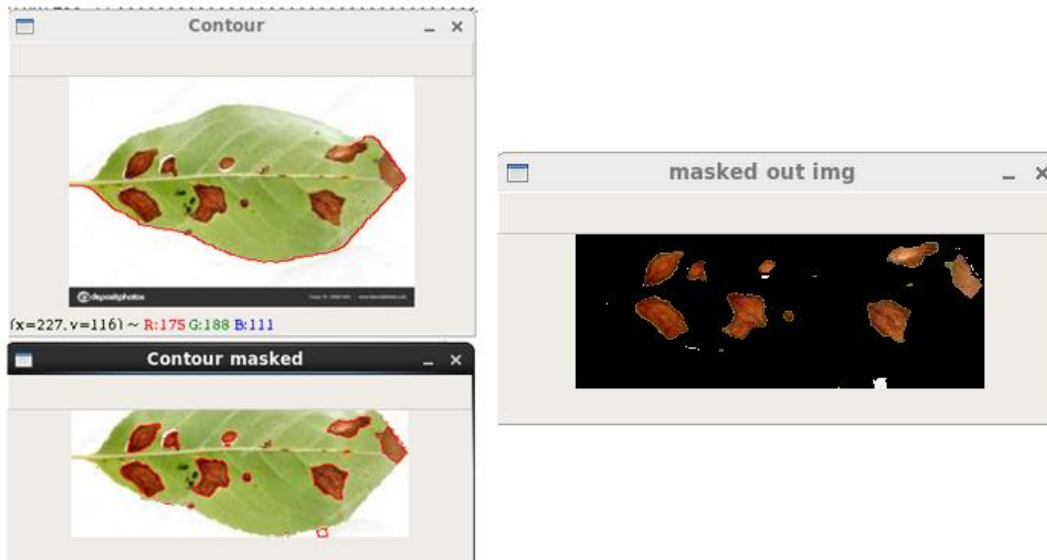 Contour
depositphotos
(x=227, y=116) ~ R:175 G:188 B:111
Contour masked
masked out img